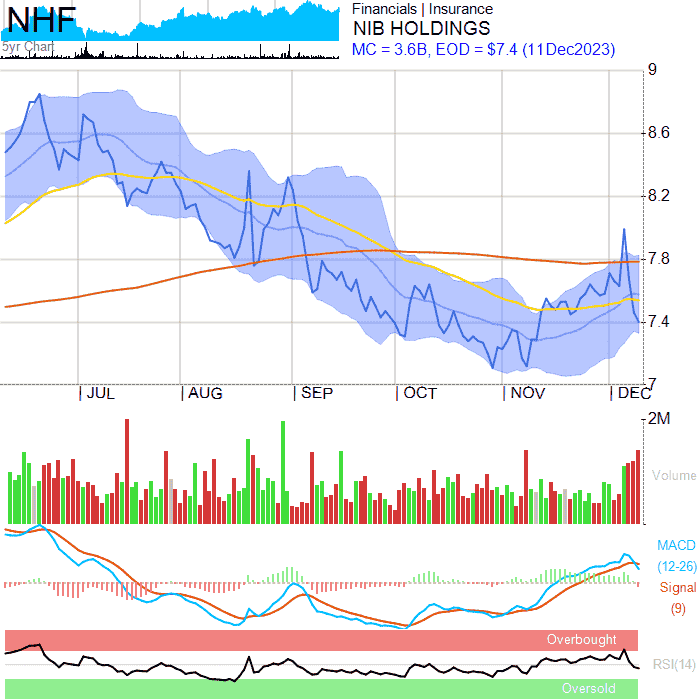 NHF
5yr Chart
Financials | Insurance
NIB HOLDINGS
MC = 3.6B, EOD = $7.4 (11Dec2023)
9
8.6
8.2
7.8
7.4
7
JUL
AUG
SEP
OCT
NOV
DEC
2M
Volume
MACD
(12-26)
Signal
(9)
Overbought
RSI(14)
Oversold